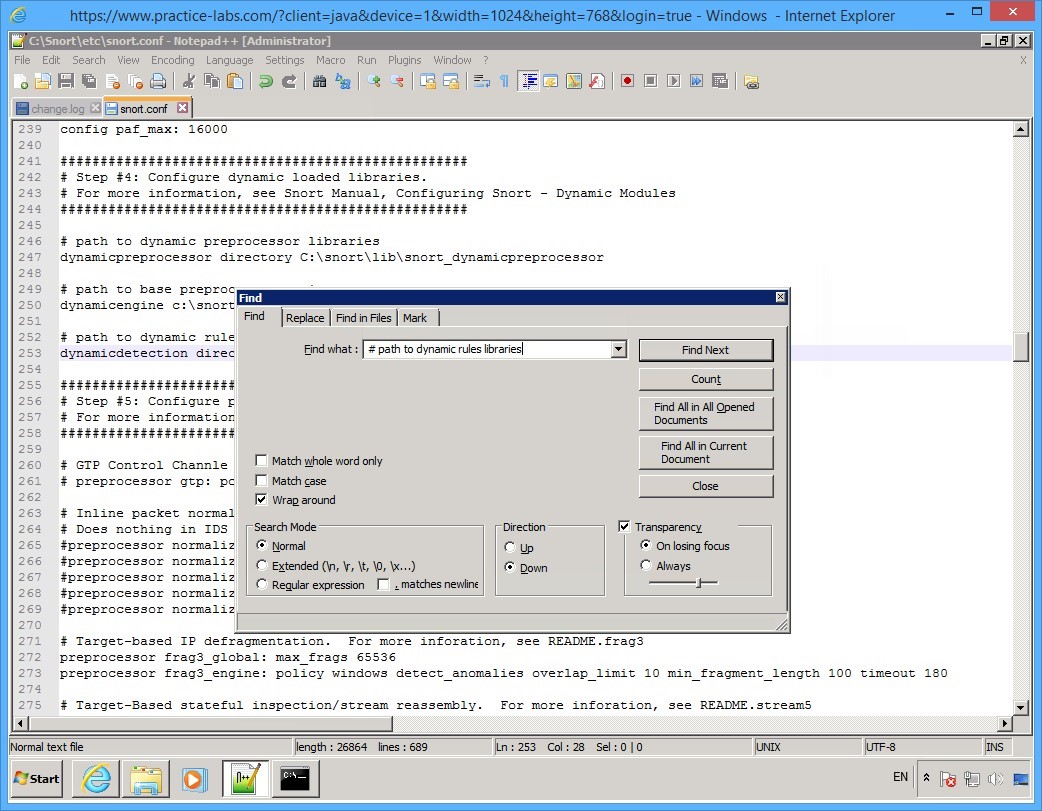 https://www.practice-labs.com/?client=java&device=1&width=1024&height=768&login=true - Windows - Internet Explorer
C:\Snort\etc\snort.conf - Notepad++ [Administrator]
File Edit Search View Encoding Language Settings Macro Run Plugins Window ? X
change.log snort.conf
239 config paf_max: 16000
240
241 ###################################################
242 # Step #4: Configure dynamic loaded libraries.
243 # For more information, see Snort Manual, Configuring Snort - Dynamic Modules
244 ###################################################
245
246 # path to dynamic preprocessor libraries
247 dynamicpreprocessor directory C:\snort\lib\snort_dynamicpreprocessor
248
249 # path to base preproc
250 dynamicengine c:\snort
251
252 # path to dynamic rule
253 dynamicdetection direc
254
255 ######################
256 # Step #5: Configure p
257 # For more information
258 ######################
259
260 # GTP Control Channle
261 # preprocessor gtp: po
262
263 # Inline packet normal
264 # Does nothing in IDS
265 #preprocessor normaliz
266 #preprocessor normaliz
267 #preprocessor normaliz
268 #preprocessor normaliz
269 #preprocessor normaliz
270
271 # Target-based IP defragmentation.  For more inforation, see README.frag3
272 preprocessor frag3_global: max_frags 65536
273 preprocessor frag3_engine: policy windows detect_anomalies overlap_limit 10 min_fragment_length 100 timeout 180
274
275 # Target-Based stateful inspection/stream reassembly.  For more inforation, see README.stream5
Find
Find Replace Find in Files Mark
Find what : # path to dynamic rules libraries
Find Next
Count
Find All in All Opened
Documents
Find All in Current
Document
Close
Match whole word only
Match case
Wrap around
Search Mode
Normal
Extended (\n, \r, \t, \0, \x...)
Regular expression . matches newline
Direction
Up
Down
Transparency
On losing focus
Always
Normal text file length : 26864 lines : 689 Ln : 253 Col : 28 Sel : 0 | 0 UNIX UTF-8 INS
Start EN